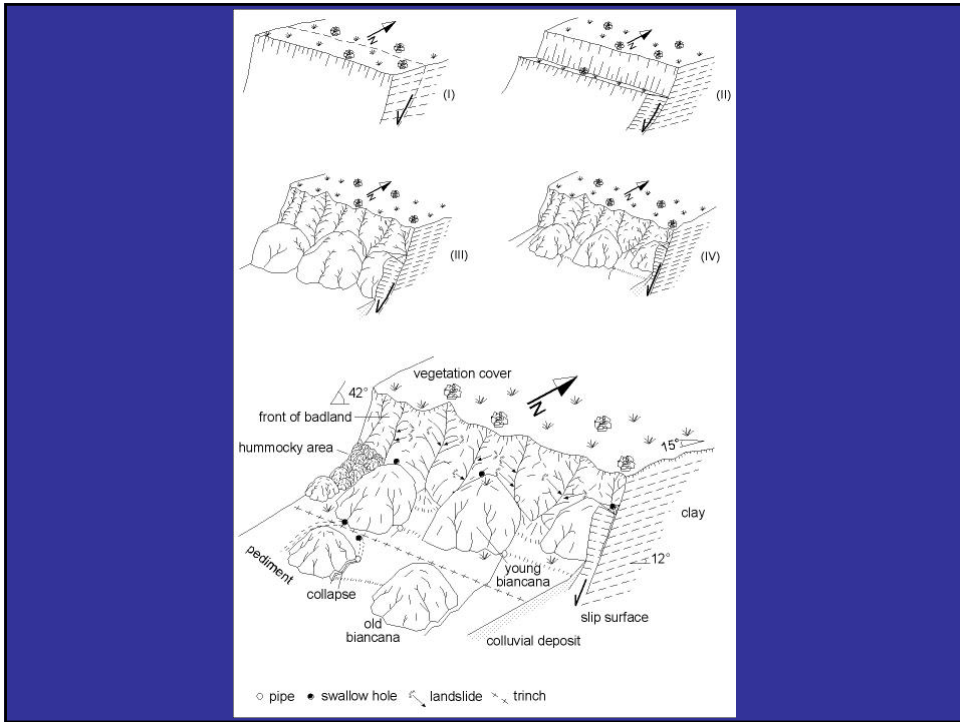 N
(I)
N
(II)
N
(III)
N
(IV)
vegetation cover
42°
N
front of badland
hummocky area
15°
clay
12°
pediment
young
biancana
collapse
slip surface
old
biancana
colluvial deposit
pipe swallow hole landslide trinch